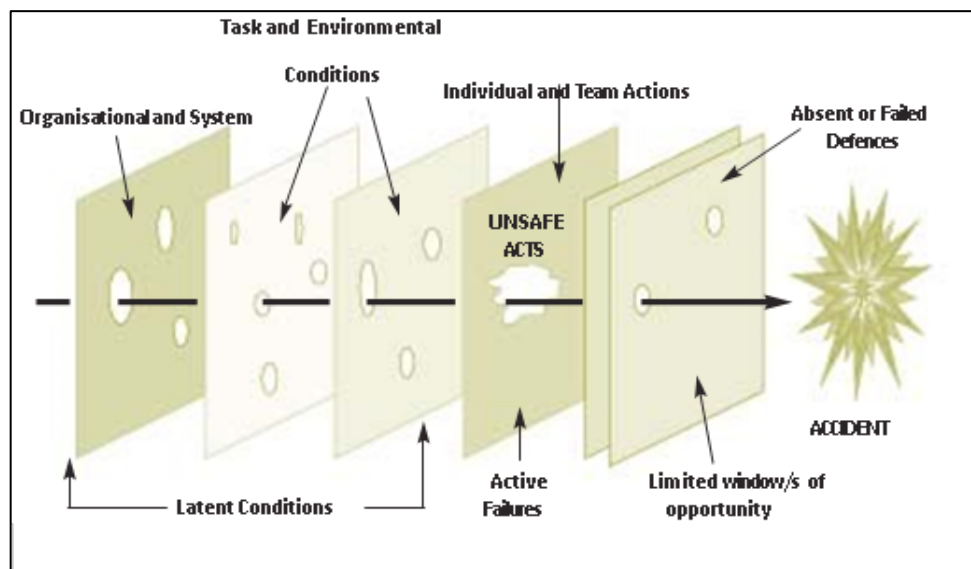 Task and Environmental
Conditions
Organisational and System
Individual and Team Actions
Absent or Failed
Defences
UNSAFE
ACTS
ACCIDENT
Latent Conditions
Active
Failures
Limited window/s of
opportunity